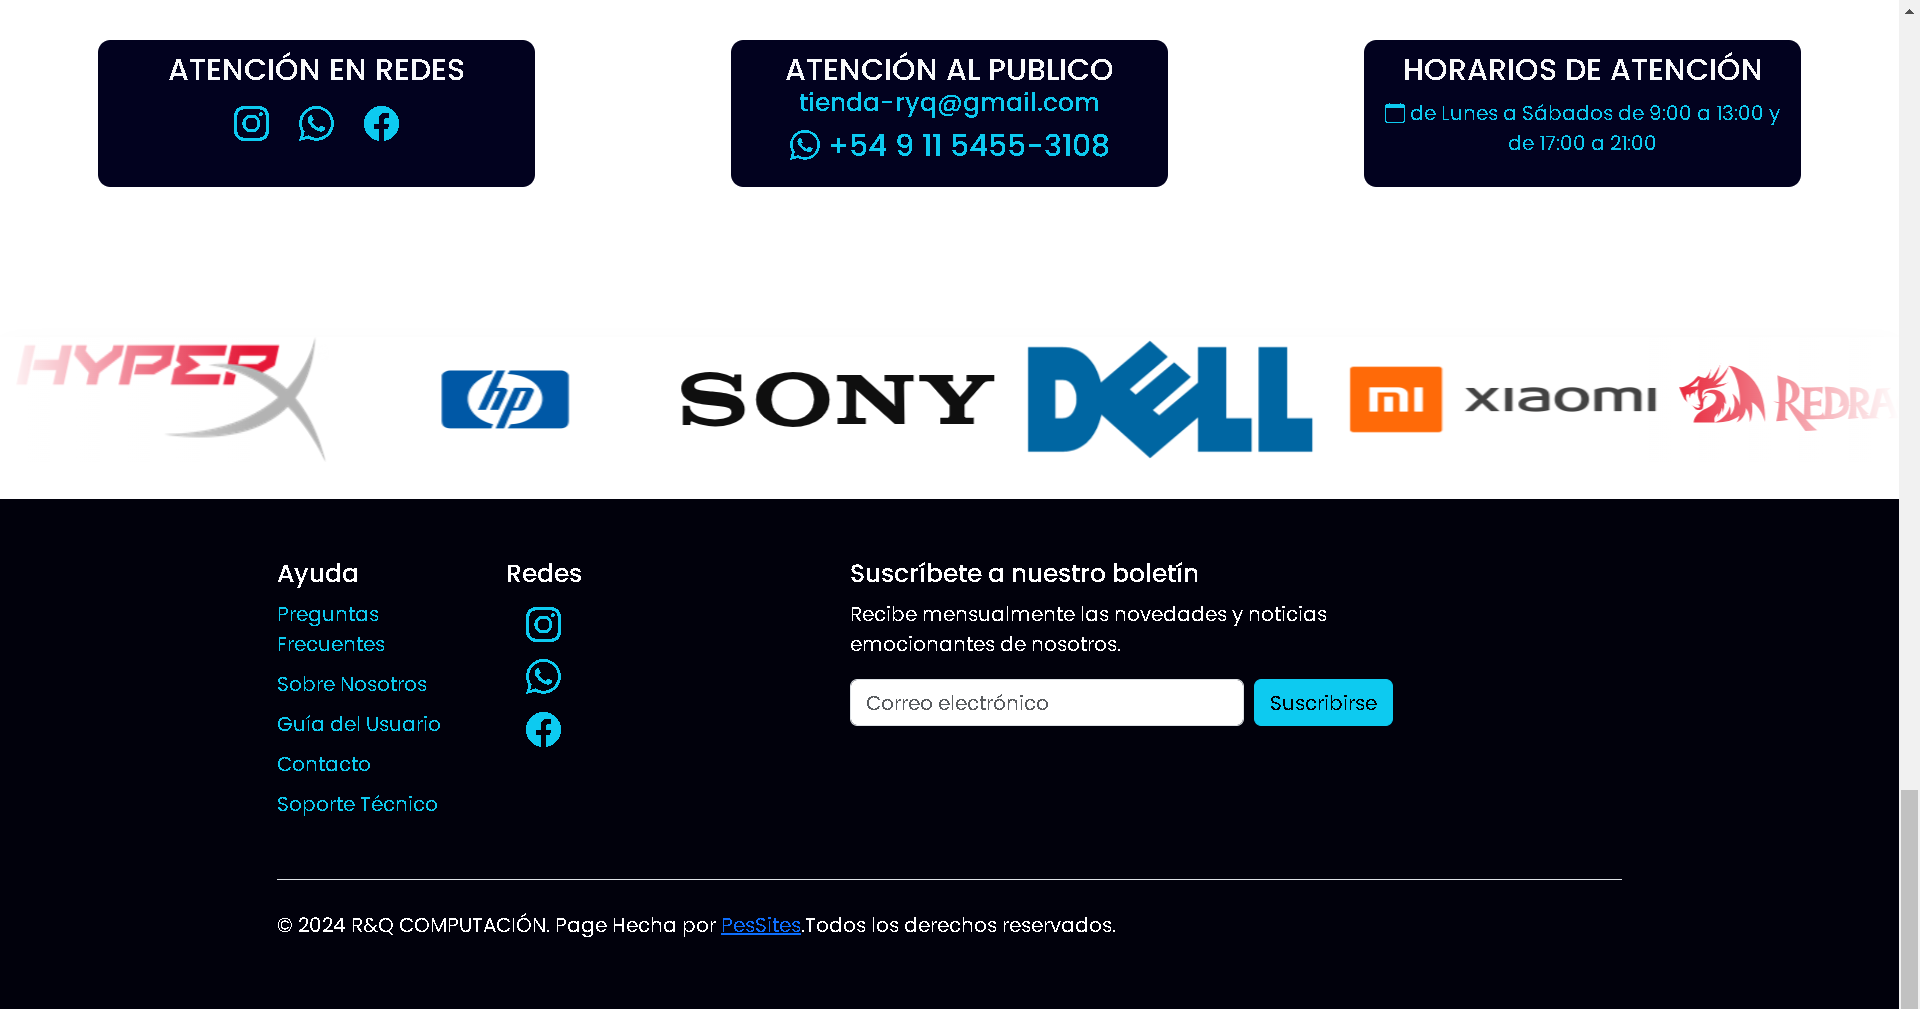 ATENCIÓN EN REDES
ATENCIÓN AL PUBLICO
tienda-ryq@gmail.com
+54 9 11 5455-3108
HORARIOS DE ATENCIÓN
de Lunes a Sábados de 9:00 a 13:00 y
de 17:00 a 21:00
HYPERX
hp
SONY
DELL
mi xiaomi
REDRA
Ayuda
Preguntas
Frecuentes
Sobre Nosotros
Guía del Usuario
Contacto
Soporte Técnico
Redes
Suscríbete a nuestro boletín
Recibe mensualmente las novedades y noticias
emocionantes de nosotros.
Correo electrónico
Suscribirse
© 2024 R&Q COMPUTACIÓN. Page Hecha por PesSites.Todos los derechos reservados.